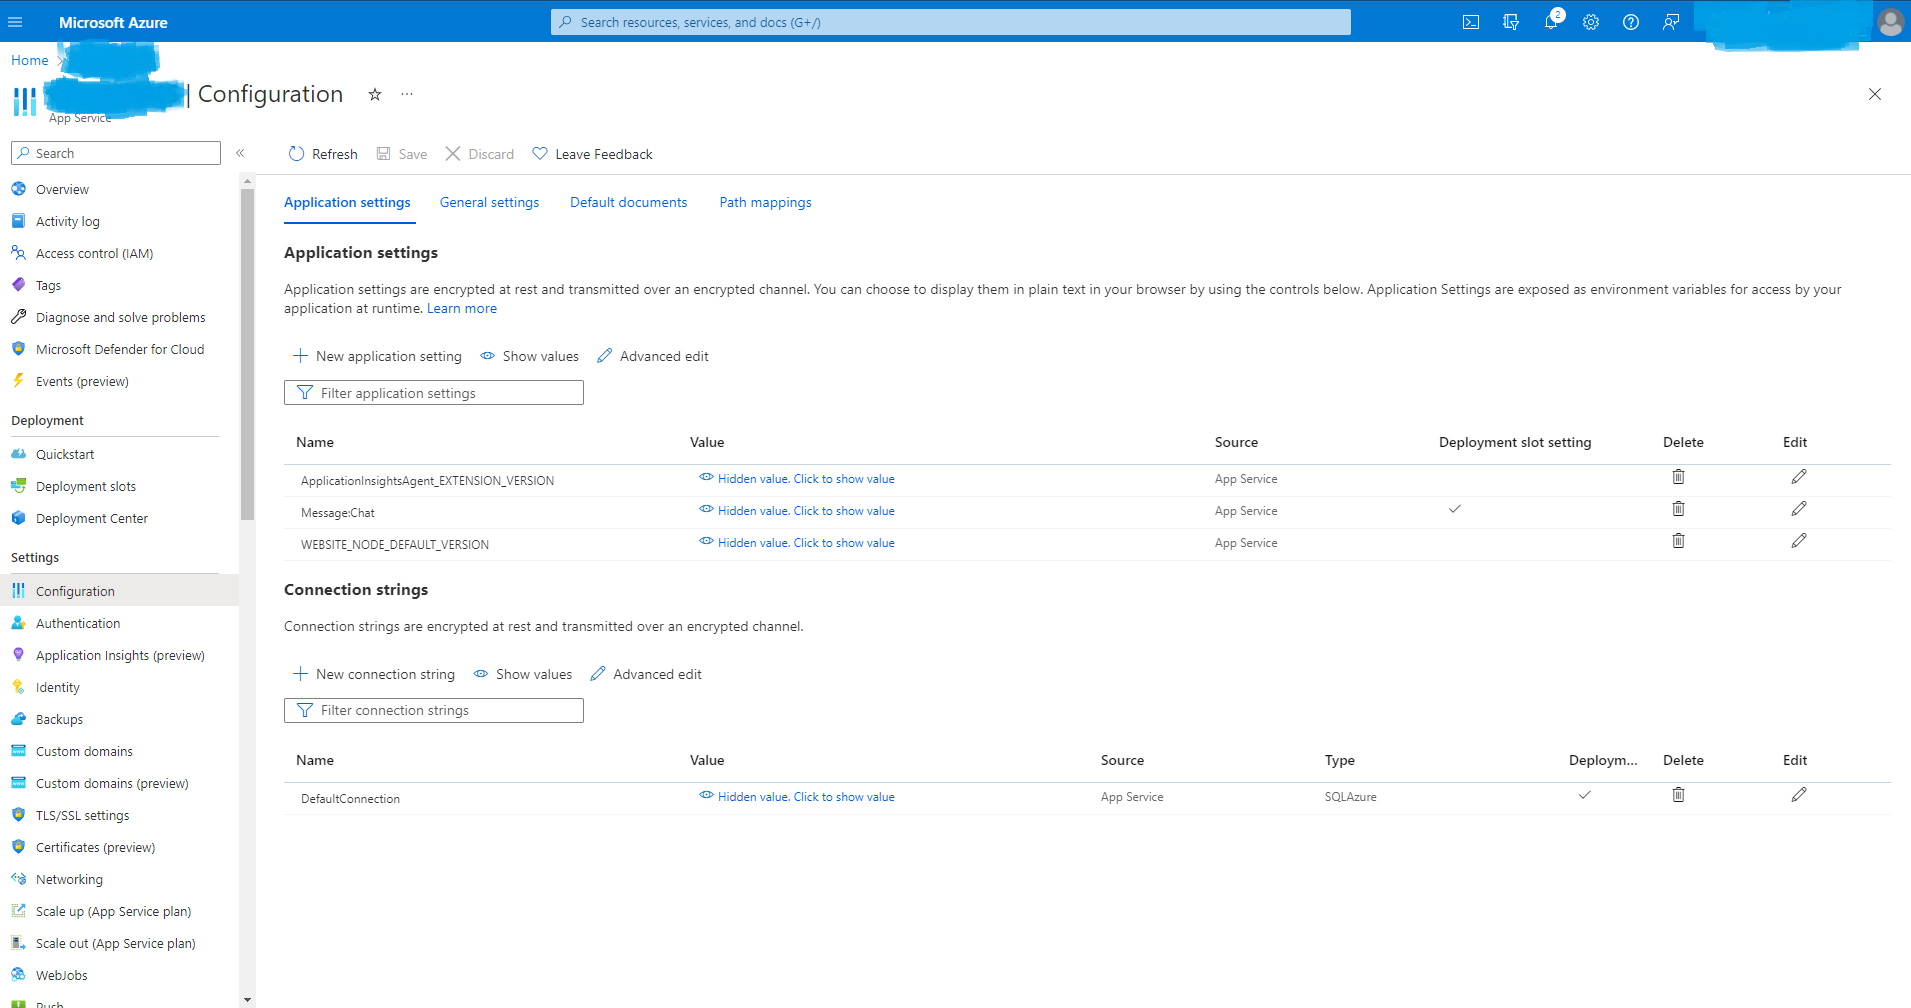 Microsoft Azure
Search resources, services, and docs (G+/)
2
Home >
| Configuration
App Service
Search
«
Refresh
Save
Discard
Leave Feedback
Overview
Activity log
Access control (IAM)
Tags
Diagnose and solve problems
Microsoft Defender for Cloud
Events (preview)
Deployment
Quickstart
Deployment slots
Deployment Center
Settings
Configuration
Authentication
Application Insights (preview)
Identity
Backups
Custom domains
Custom domains (preview)
TLS/SSL settings
Certificates (preview)
Networking
Scale up (App Service plan)
Scale out (App Service plan)
WebJobs
Push
Application settings
General settings
Default documents
Path mappings
Application settings
Application settings are encrypted at rest and transmitted over an encrypted channel. You can choose to display them in plain text in your browser by using the controls below. Application Settings are exposed as environment variables for access by your
application at runtime. Learn more
New application setting
Show values
Advanced edit
Filter application settings
Name Value Source Deployment slot setting Delete Edit
ApplicationInsightsAgent_EXTENSION_VERSION Hidden value. Click to show value App Service
Message:Chat Hidden value. Click to show value App Service
WEBSITE_NODE_DEFAULT_VERSION Hidden value. Click to show value App Service
Connection strings
Connection strings are encrypted at rest and transmitted over an encrypted channel.
New connection string
Show values
Advanced edit
Filter connection strings
Name Value Source Type Deploym... Delete Edit
DefaultConnection Hidden value. Click to show value App Service SQLAzure